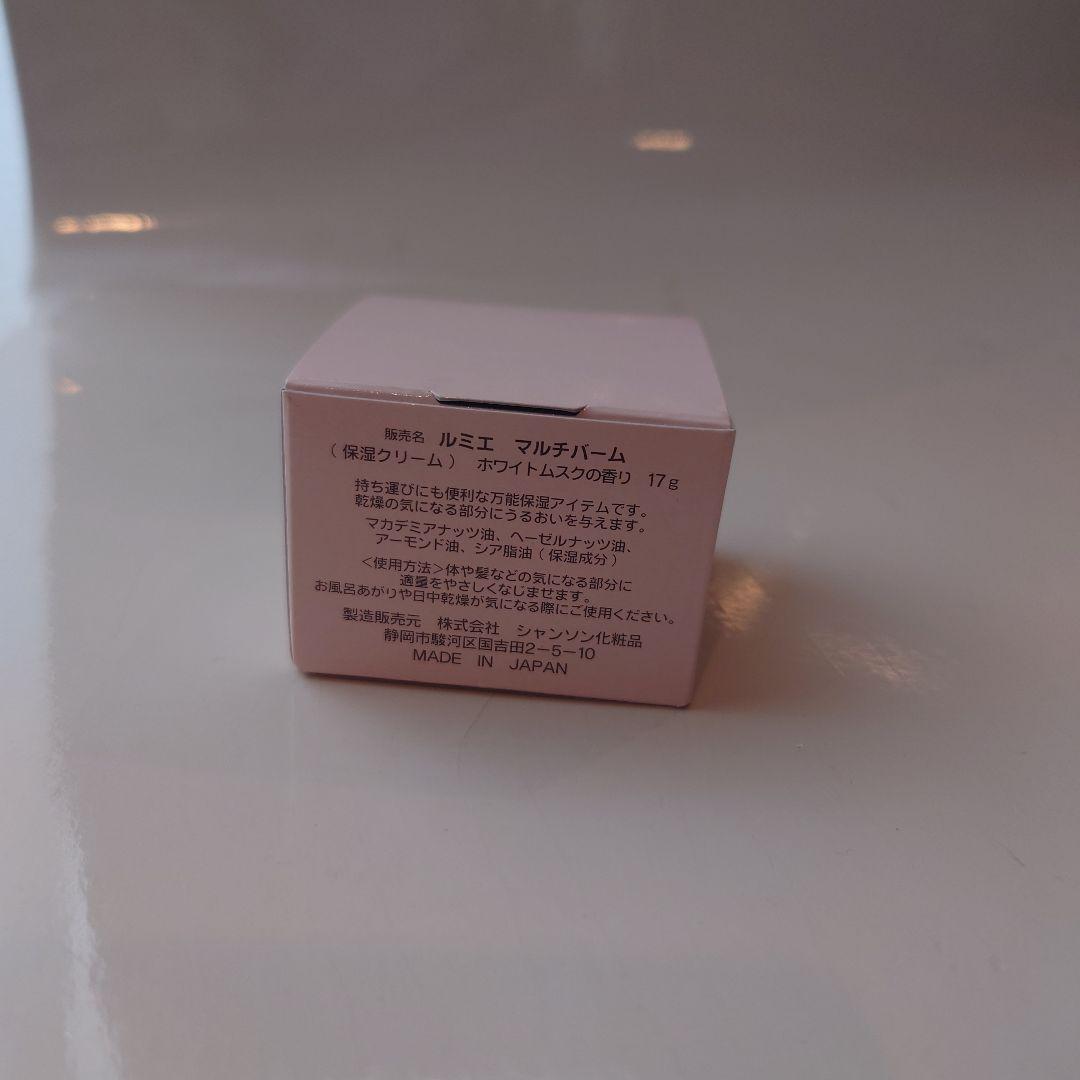 販売名 ルミエ マルチバーム
（保湿クリーム） ホワイトムスクの香り 17g
持ち運びにも便利な万能保湿アイテムです。
乾燥の気になる部分にうるおいを与えます。
マカデミアナッツ油、ヘーゼルナッツ油、
アーモンド油、シア脂油（保湿成分）
＜使用方法＞体や髪などの気になる部分に
適量をやさしくなじませます。
お風呂あがりや日中乾燥が気になる際にご使用ください。
製造販売元 株式会社 シャンソン化粧品
静岡市駿河区国吉田2−5−10
MADE IN JAPAN